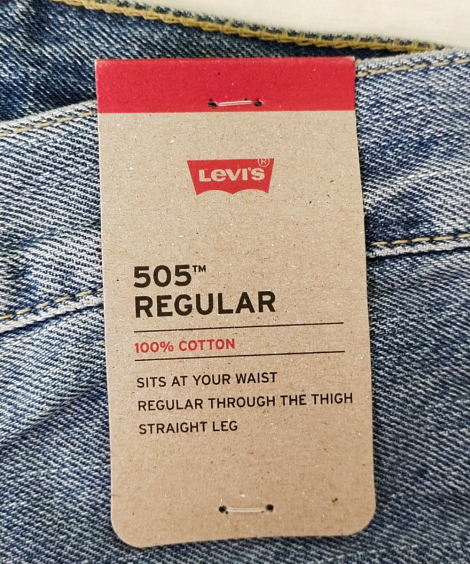 Levi's®
505™
REGULAR
100% COTTON
SITS AT YOUR WAIST
REGULAR THROUGH THE THIGH
STRAIGHT LEG